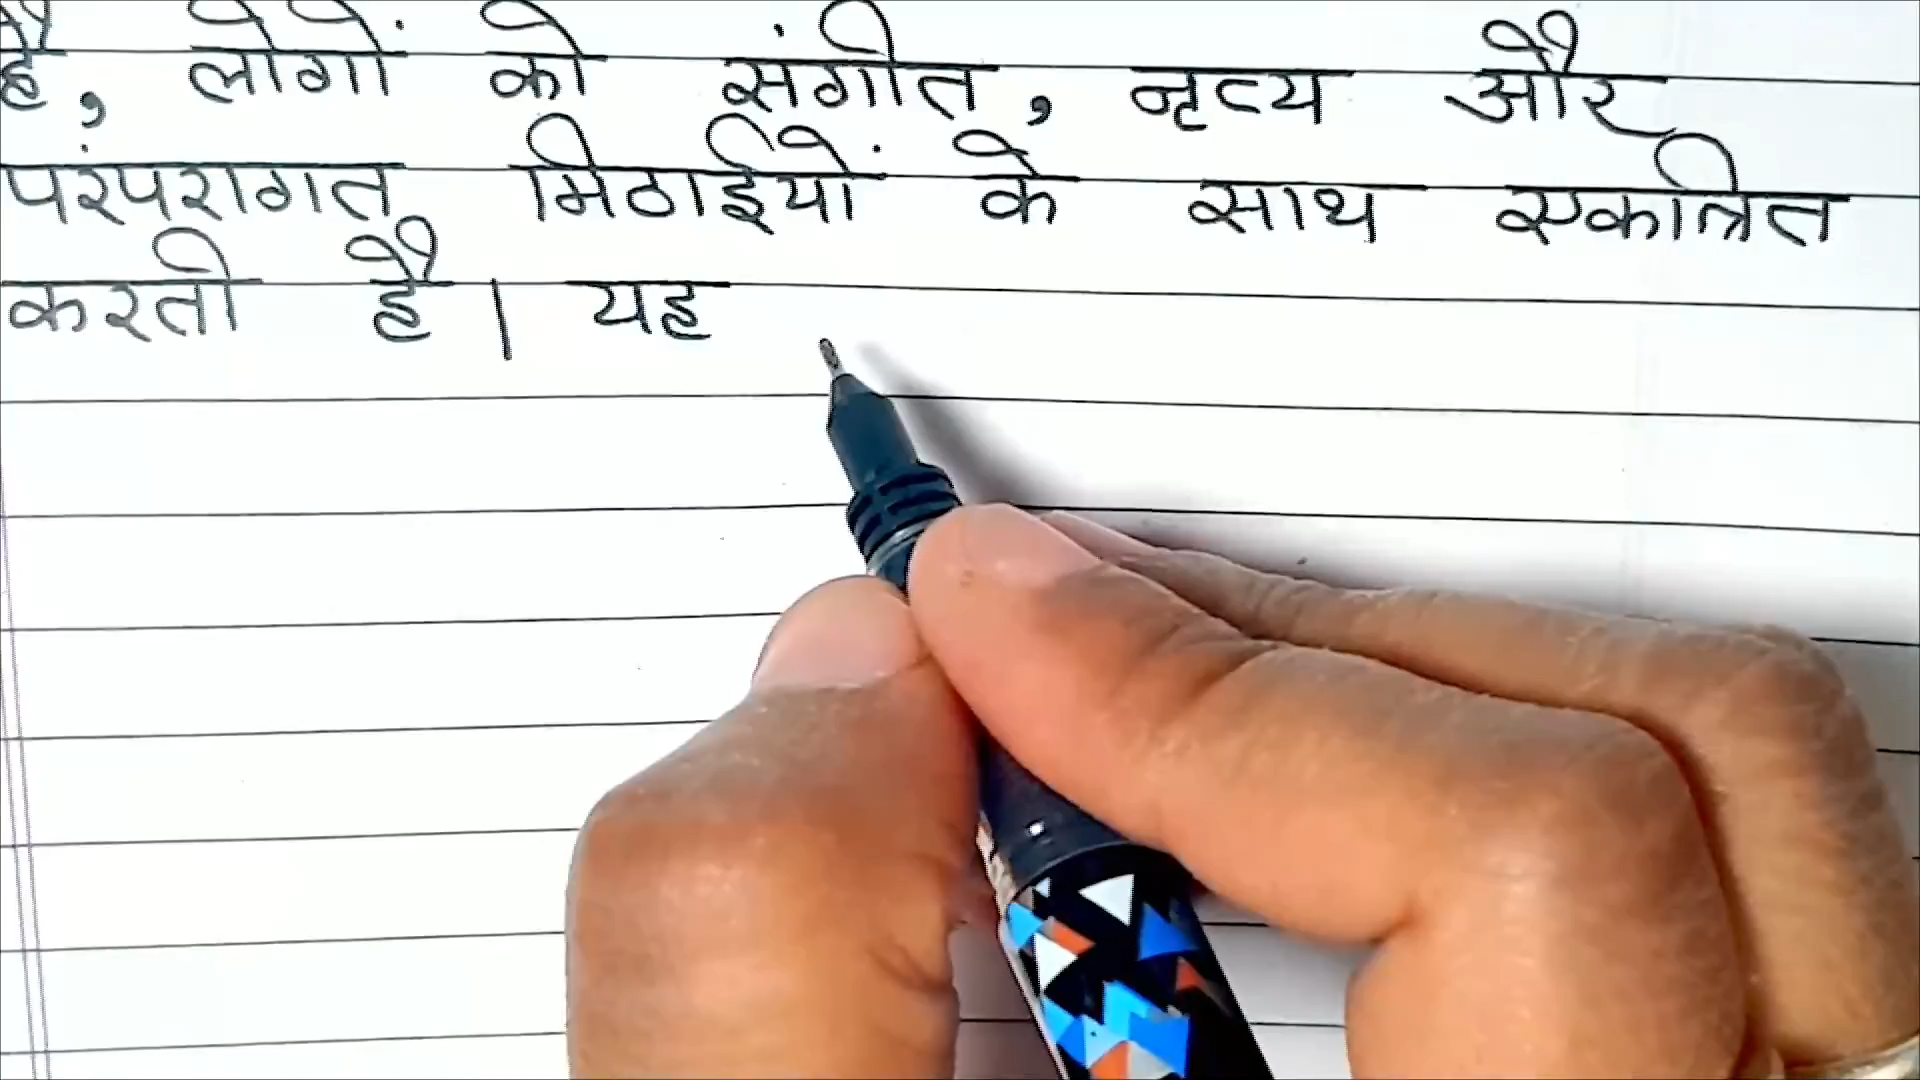 है, लोगों को संगीत, नृत्य और
परंपरागत मिठाईयों के साथ एकत्रित
करती है। यह